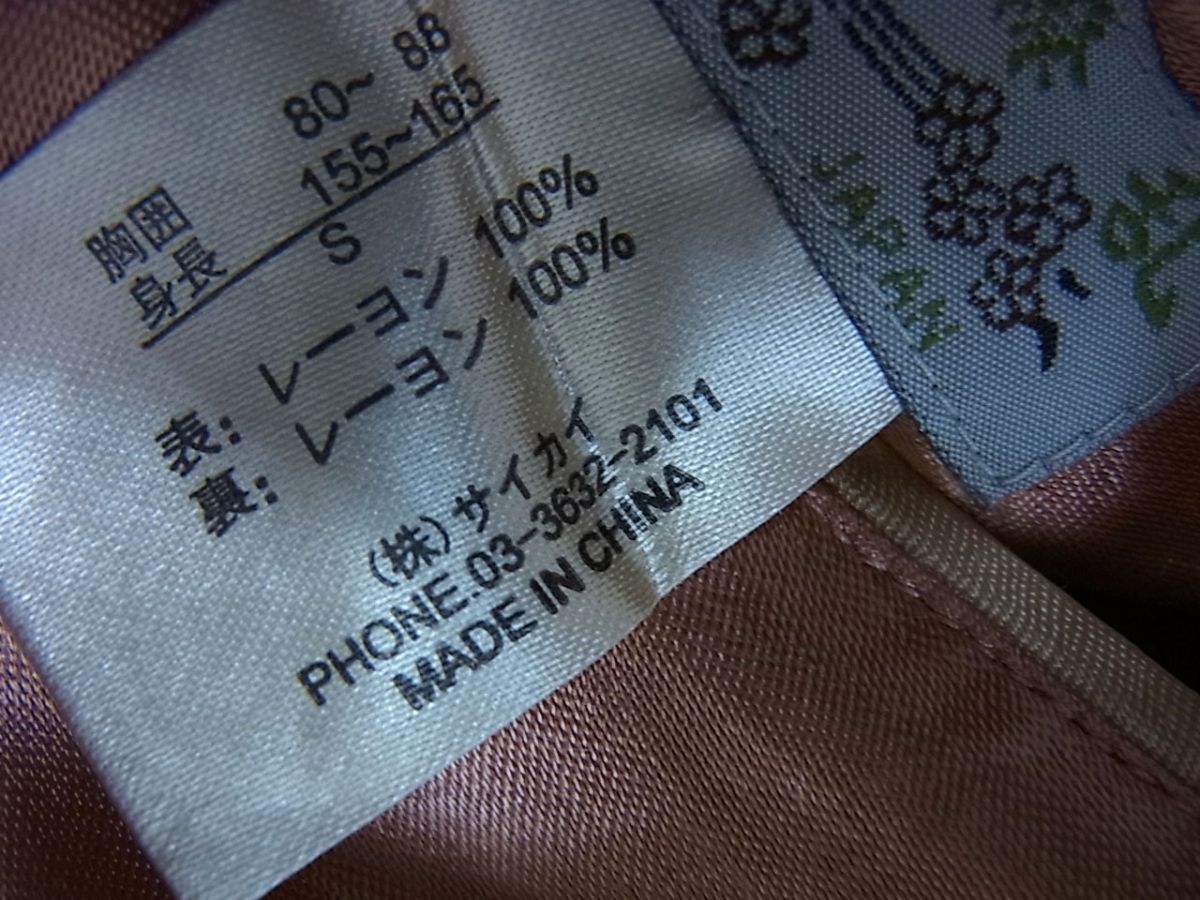 胸囲 80~ 88
身長 155~165
S
表: レーヨン 100%
裏: レーヨン 100%
(株)サイカイ
PHONE.03-3632-2101
MADE IN CHINA
JAPAN